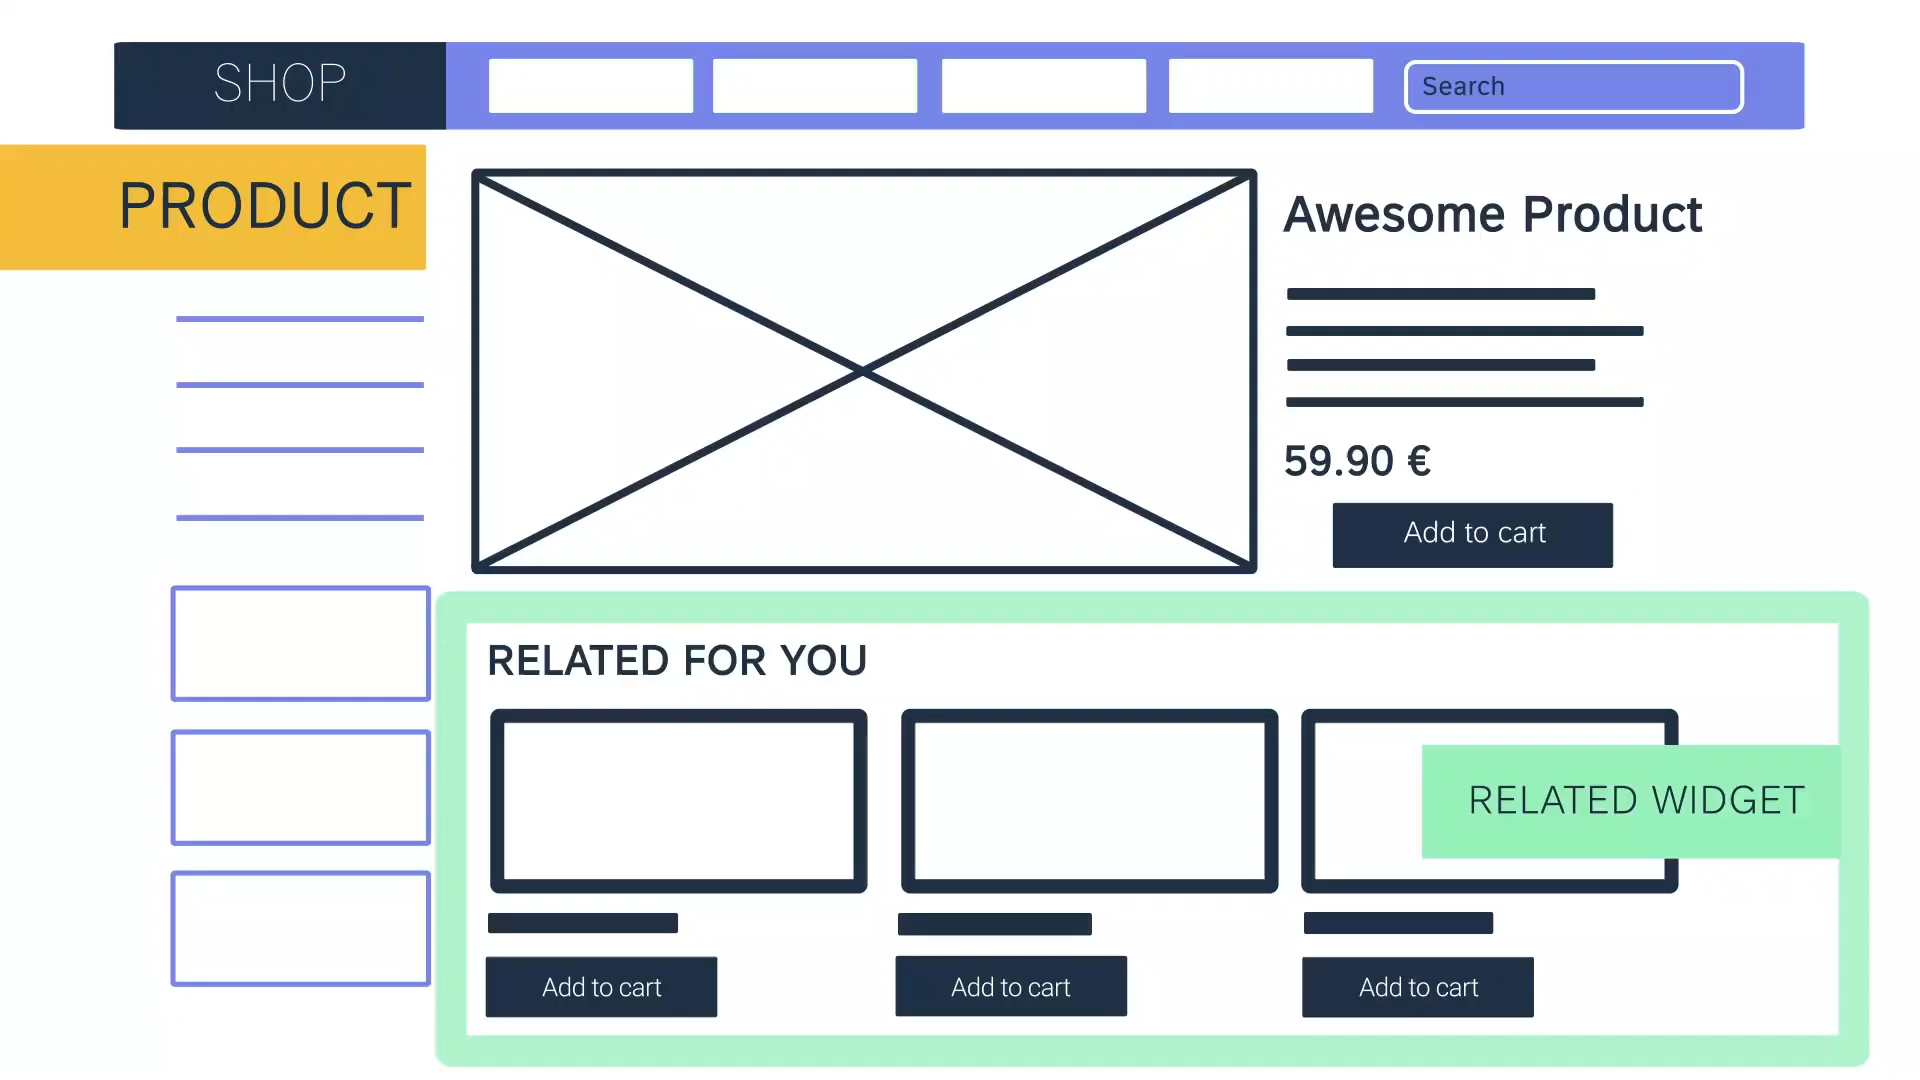 SHOP
Search
PRODUCT
Awesome Product
59.90 €
Add to cart
RELATED FOR YOU
RELATED WIDGET
Add to cart
Add to cart
Add to cart